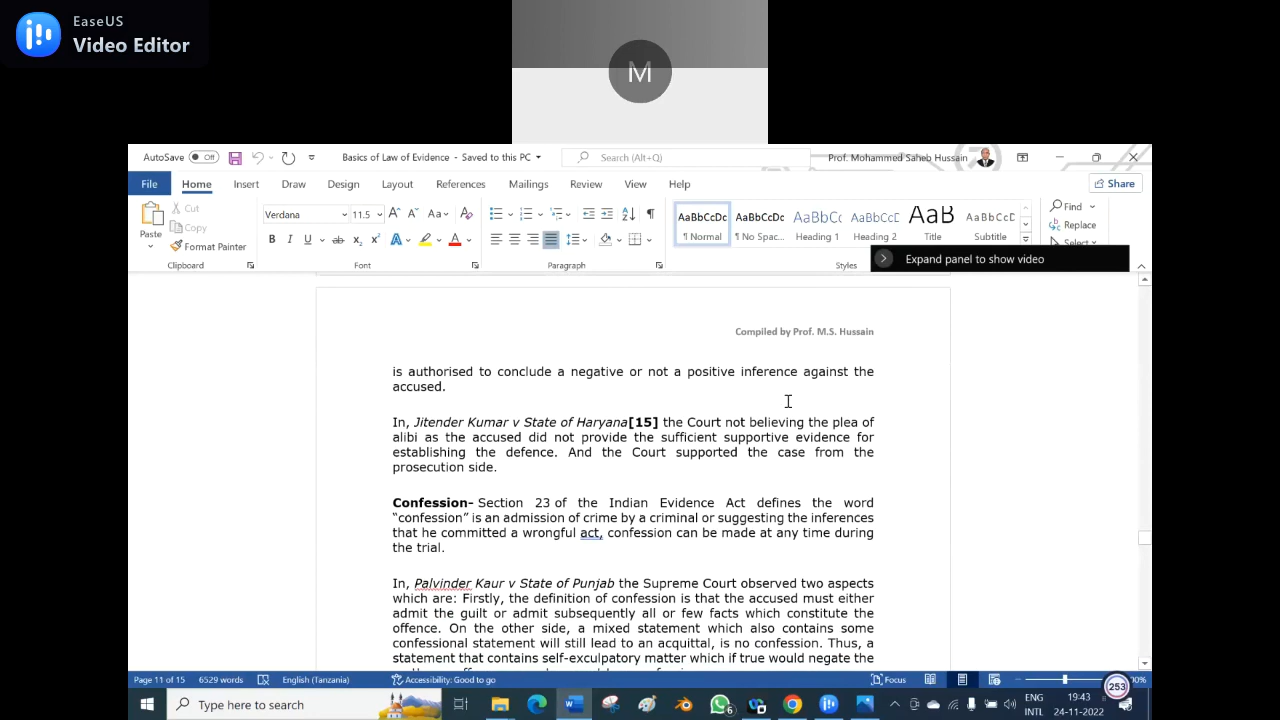 EaseUS
Video Editor
M
AutoSave Off
Basics of Law of Evidence - Saved to this PC
Search (Alt+Q)
Prof. Mohammed Saheb Hussain
File Home Insert Draw Design Layout References Mailings Review View Help
Share
Paste
Cut
Copy
Format Painter
Clipboard
Verdana 11.5
Font
Paragraph
AaBbCcDc AaBbCcDc AaBbCc AaBbCcD AaB AaBbCcD
¶ Normal ¶ No Spac... Heading 1 Heading 2 Title Subtitle
Styles
Find
Replace
Select
Expand panel to show video
Compiled by Prof. M.S. Hussain
is authorised to conclude a negative or not a positive inference against the
accused.
In, Jitender Kumar v State of Haryana[15] the Court not believing the plea of
alibi as the accused did not provide the sufficient supportive evidence for
establishing the defence. And the Court supported the case from the
prosecution side.
Confession- Section 23 of the Indian Evidence Act defines the word
“confession” is an admission of crime by a criminal or suggesting the inferences
that he committed a wrongful act, confession can be made at any time during
the trial.
In, Palvinder Kaur v State of Punjab the Supreme Court observed two aspects
which are: Firstly, the definition of confession is that the accused must either
admit the guilt or admit subsequently all or few facts which constitute the
offence. On the other side, a mixed statement which also contains some
confessional statement will still lead to an acquittal, is no confession. Thus, a
statement that contains self-exculpatory matter which if true would negate the
Page 11 of 15 6529 words English (Tanzania) Accessibility: Good to go Focus
253
Type here to search
ENG
INTL
19:43
24-11-2022